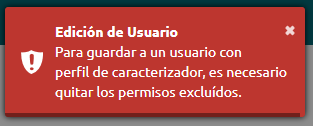 Edición de Usuario
Para guardar a un usuario con
perfil de caracterizador, es necesario
quitar los permisos excluídos.